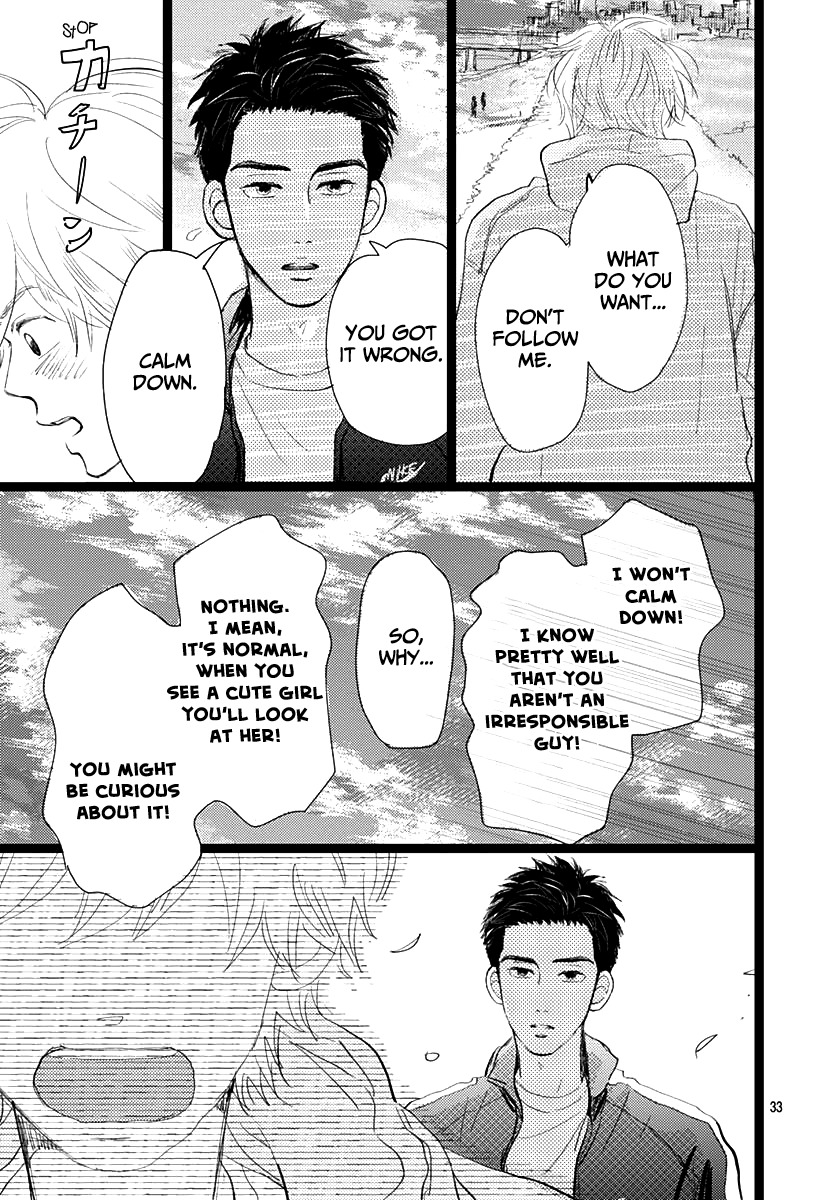 WHAT
DO YOU
WANT...
DON'T
FOLLOW
ME.
YOU GOT
IT WRONG.
NIKE
CALM
DOWN.
STOP
カチーン
I WON'T
CALM
DOWN!
I KNOW
PRETTY WELL
THAT YOU
AREN'T AN
IRRESPONSIBLE
GUY!
SO,
WHY...
NOTHING.
I MEAN,
IT'S NORMAL,
WHEN YOU
SEE A CUTE GIRL
YOU'LL LOOK
AT HER!
YOU MIGHT
BE CURIOUS
ABOUT IT!
33